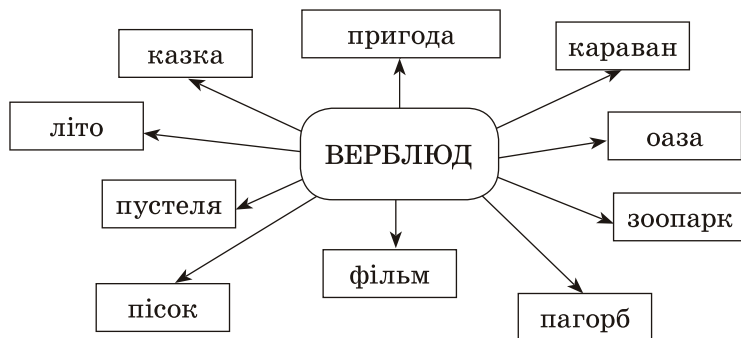 пригода
казка
караван
літо
ВЕРБЛЮД
оаза
пустеля
зоопарк
фільм
пісок
пагорб